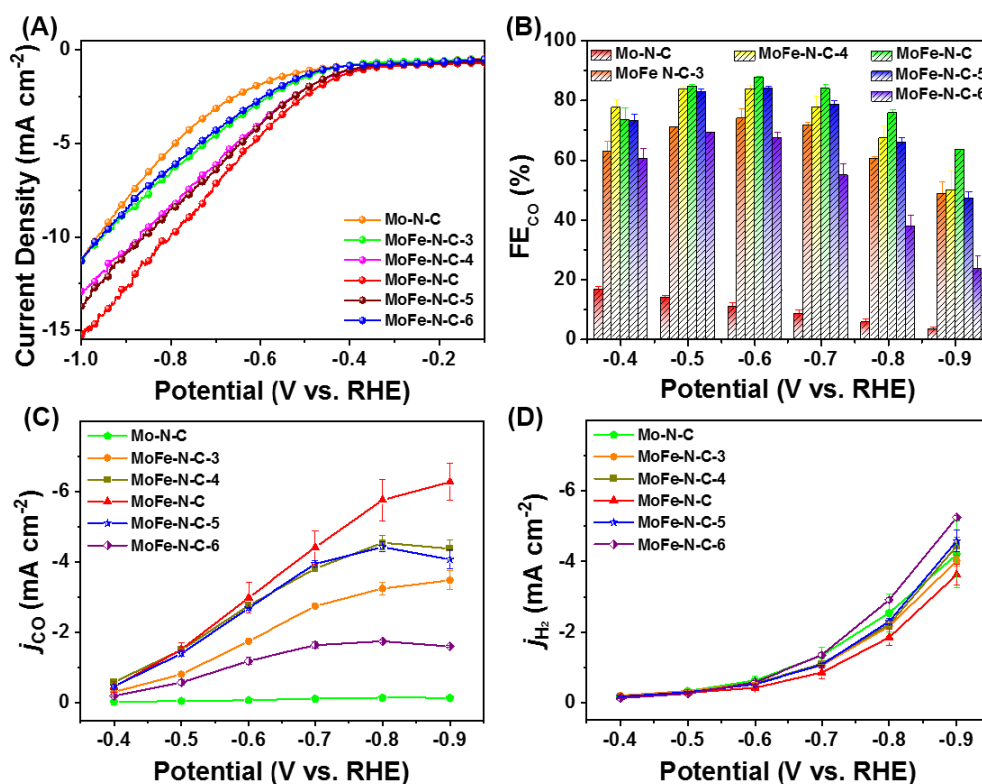 (A)
Current Density (mA cm-2)
0
-5
-10
-15
Mo-N-C
MoFe-N-C-3
MoFe-N-C-4
MoFe-N-C
MoFe-N-C-5
MoFe-N-C-6
-1.0 -0.8 -0.6 -0.4 -0.2
Potential (V vs. RHE)
(B)
FECO (%)
100
80
60
40
20
0
Mo-N-C MoFe-N-C-4 MoFe-N-C
MoFe N-C-3 MoFe-N-C-5
MoFe-N-C-6
-0.4 -0.5 -0.6 -0.7 -0.8 -0.9
Potential (V vs. RHE)
(C)
jCO (mA cm-2)
-6
-4
-2
0
Mo-N-C
MoFe-N-C-3
MoFe-N-C-4
MoFe-N-C
MoFe-N-C-5
MoFe-N-C-6
-0.4 -0.5 -0.6 -0.7 -0.8 -0.9
Potential (V vs. RHE)
(D)
jH2 (mA cm-2)
-6
-4
-2
0
Mo-N-C
MoFe-N-C-3
MoFe-N-C-4
MoFe-N-C
MoFe-N-C-5
MoFe-N-C-6
-0.4 -0.5 -0.6 -0.7 -0.8 -0.9
Potential (V vs. RHE)